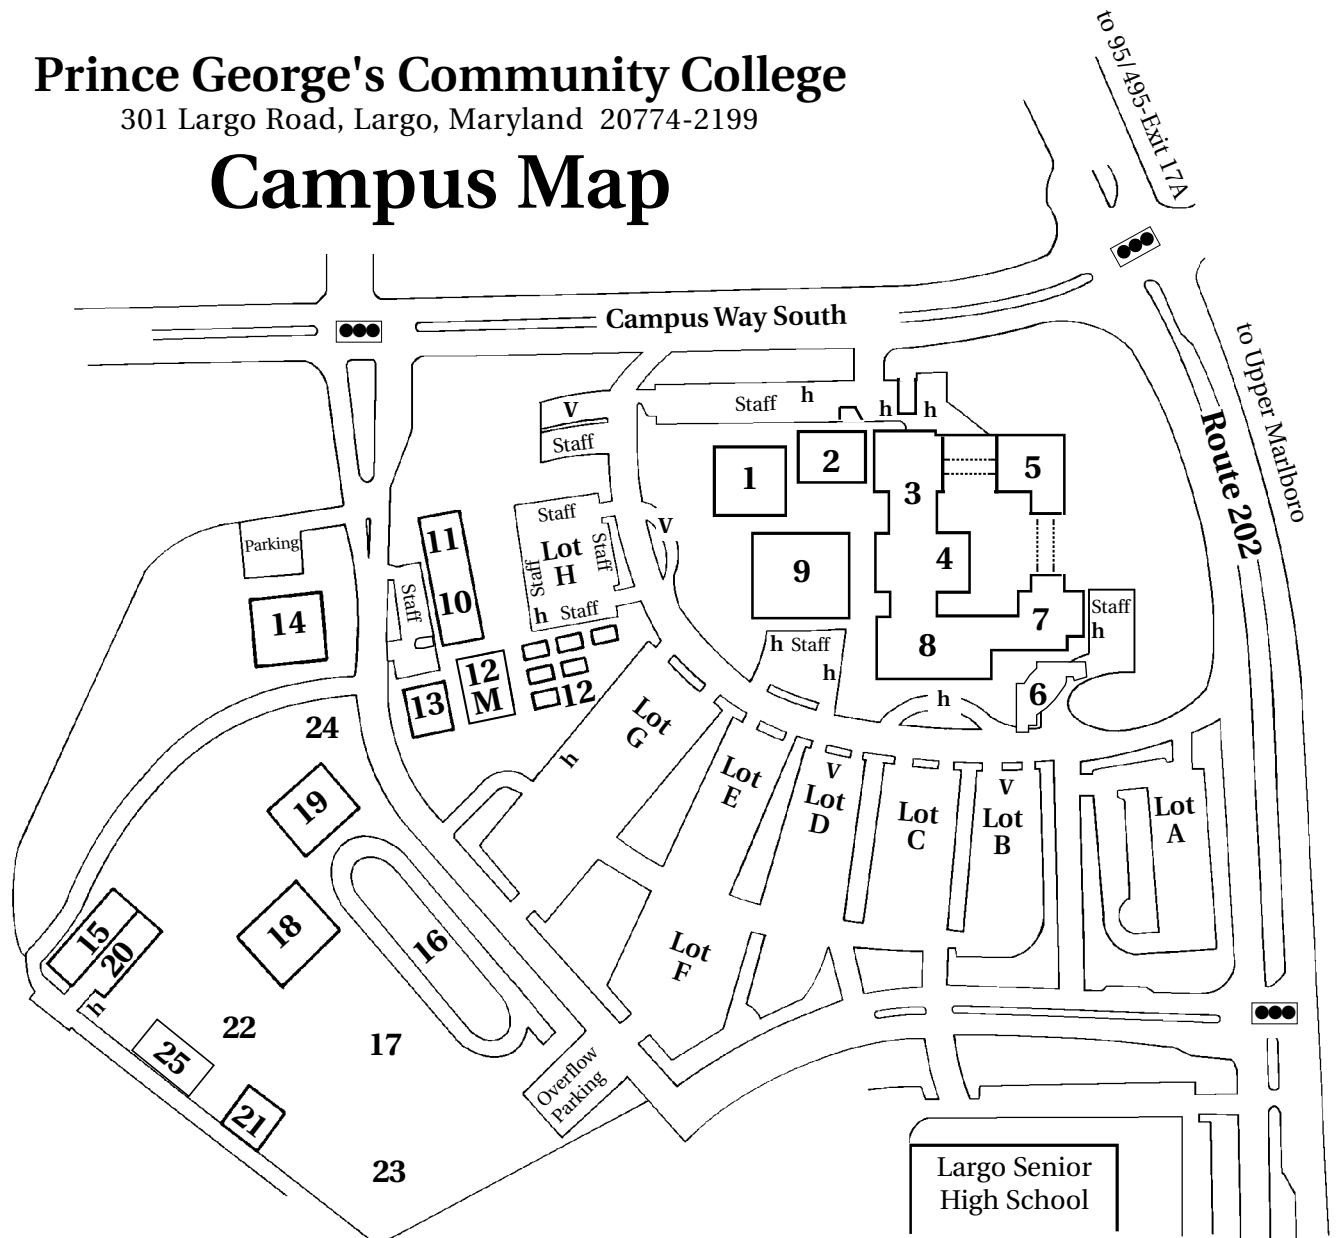 Prince George's Community College
301 Largo Road, Largo, Maryland  20774-2199
Campus Map
to 95/495-Exit 17A
Campus Way South
to Upper Marlboro
Route 202
V
Staff
Staff
h
h
h
1
2
3
5
4
9
7
8
6
Staff
h
h
Staff
h
h
V
Staff
Lot
H
Staff
Staff
h
Staff
Parking
14
11
10
Staff
12
M
12
13
24
Lot
G
h
Lot
E
V
Lot
D
Lot
C
V
Lot
B
Lot
A
Lot
F
19
18
16
15
20
h
22
17
25
21
23
Overflow
Parking
Largo Senior
High School